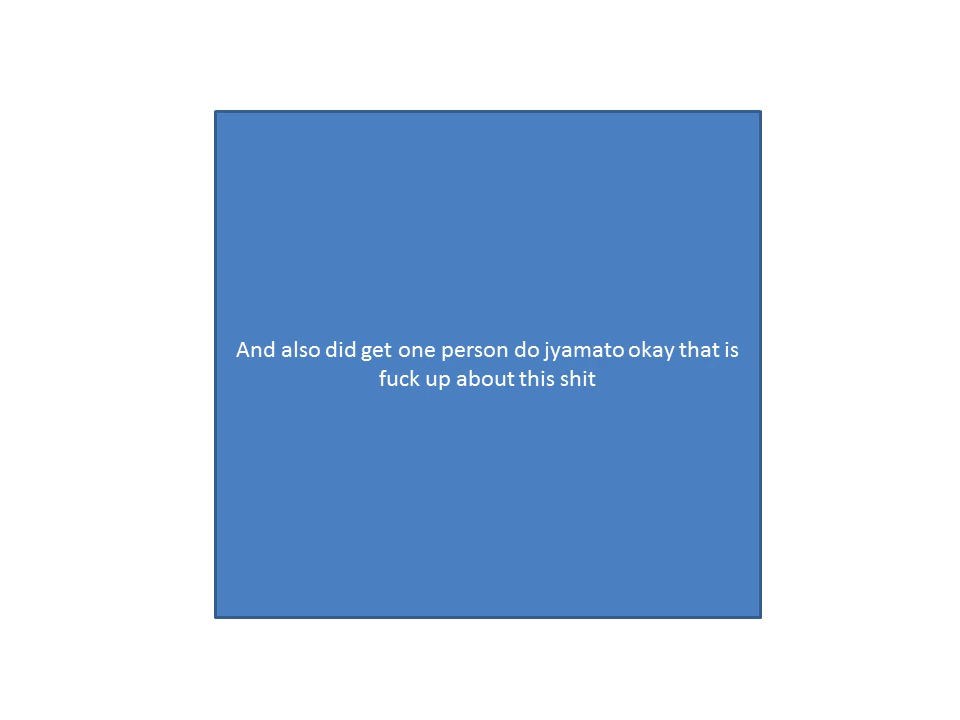 And also did get one person do jyamato okay that is
fuck up about this shit